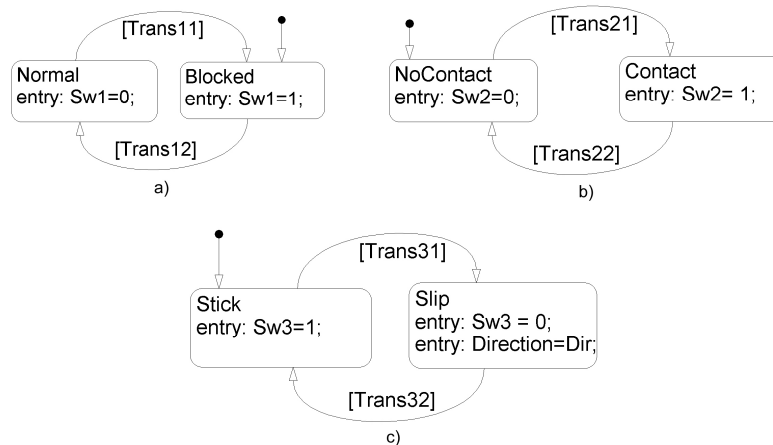 [Trans11]
Normal
entry: Sw1=0;
Blocked
entry: Sw1=1;
[Trans12]
a)
[Trans21]
NoContact
entry: Sw2=0;
Contact
entry: Sw2= 1;
[Trans22]
b)
[Trans31]
Stick
entry: Sw3=1;
Slip
entry: Sw3 = 0;
entry: Direction=Dir;
[Trans32]
c)